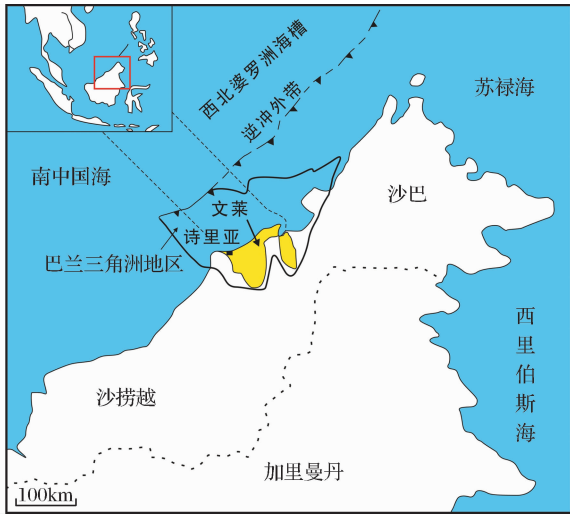 西北婆罗洲海槽
逆冲外带
苏禄海
南中国海
沙巴
文莱
诗里亚
巴兰三角洲地区
西里伯斯海
沙捞越
加里曼丹
100km